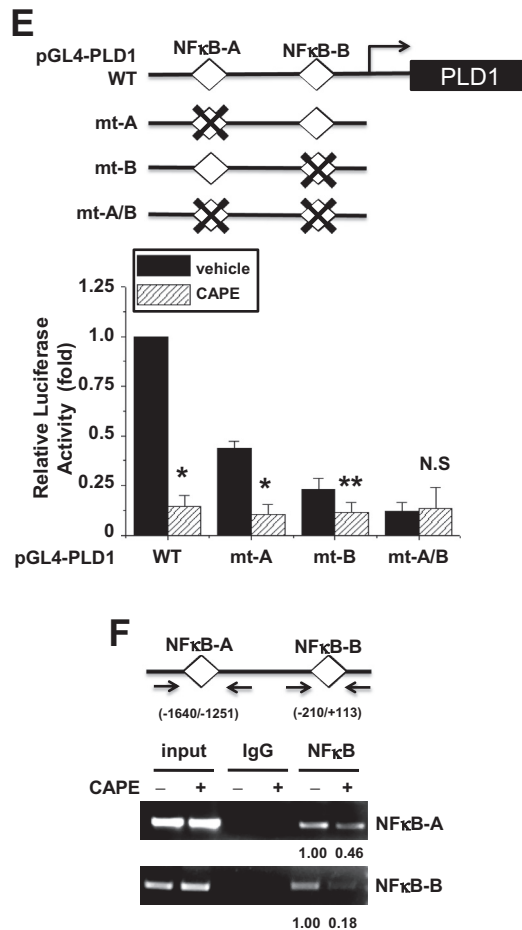 E
NFκB-A NFκB-B
pGL4-PLD1
WT
PLD1
mt-A
mt-B
mt-A/B
vehicle
CAPE
Relative Luciferase
Activity (fold)
1.25
1.0
0.75
0.5
0.25
0
*
*
**
N.S
pGL4-PLD1 WT mt-A mt-B mt-A/B
F
NFκB-A NFκB-B
(-1640/-1251) (-210/+113)
input IgG NFκB
CAPE – + – + – +
NFκB-A
1.00 0.46
NFκB-B
1.00 0.18